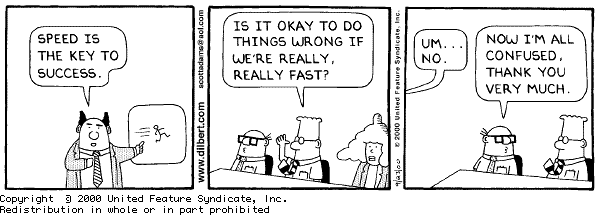 SPEED IS
THE KEY TO
SUCCESS.
scottadams@aol.com
www.dilbert.com
IS IT OKAY TO DO
THINGS WRONG IF
WE'RE REALLY,
REALLY FAST?
© 2000 United Feature Syndicate, Inc.
UM...
NO.
NOW I'M ALL
CONFUSED,
THANK YOU
VERY MUCH.
Copyright © 2000 United Feature Syndicate, Inc.
Redistribution in whole or in part prohibited